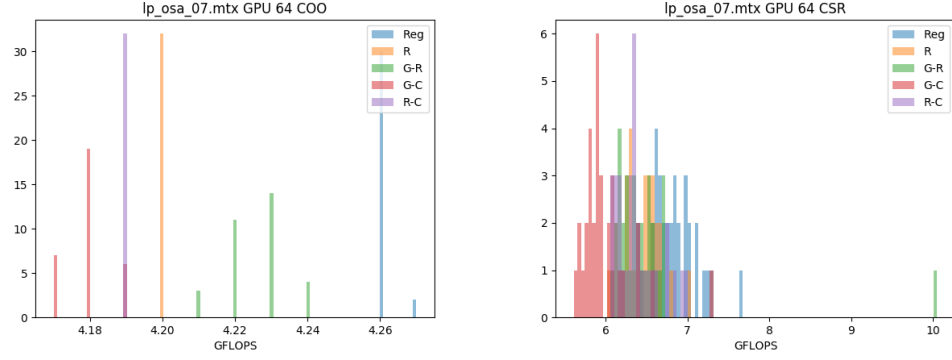 lp_osa_07.mtx GPU 64 COO
30
25
20
15
10
5
0
4.18
4.20
4.22
4.24
4.26
GFLOPS
Reg
R
G-R
G-C
R-C
lp_osa_07.mtx GPU 64 CSR
6
5
4
3
2
1
0
6
7
8
9
10
GFLOPS
Reg
R
G-R
G-C
R-C